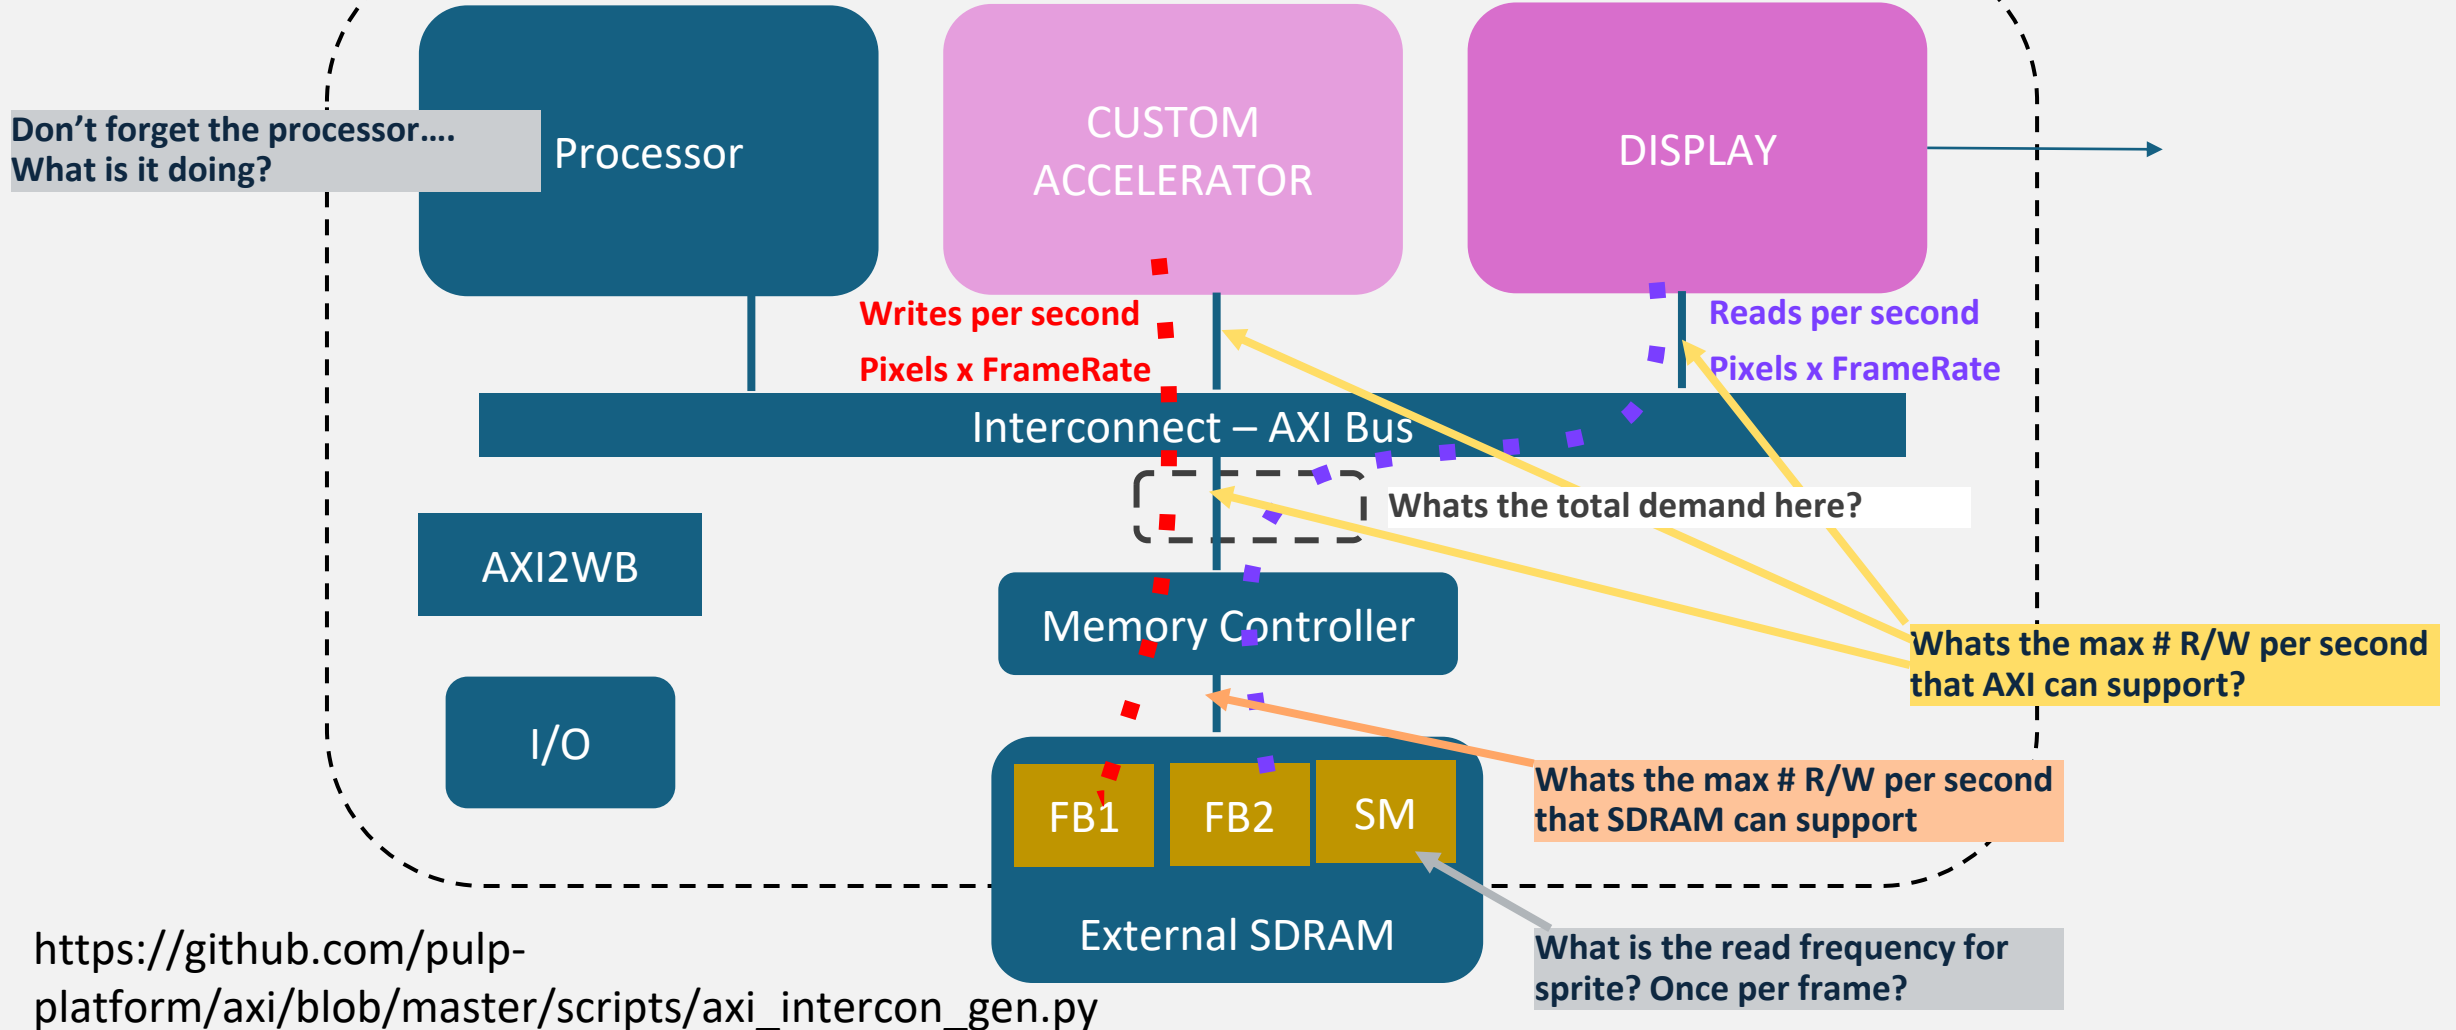 Don’t forget the processor….
What is it doing?
Processor
CUSTOM
ACCELERATOR
DISPLAY
Writes per second
Pixels x FrameRate
Reads per second
Pixels x FrameRate
Interconnect – AXI Bus
Whats the total demand here?
AXI2WB
Memory Controller
Whats the max # R/W per second
that AXI can support?
I/O
FB1
FB2
SM
Whats the max # R/W per second
that SDRAM can support
External SDRAM
What is the read frequency for
sprite? Once per frame?
https://github.com/pulp-
platform/axi/blob/master/scripts/axi_intercon_gen.py